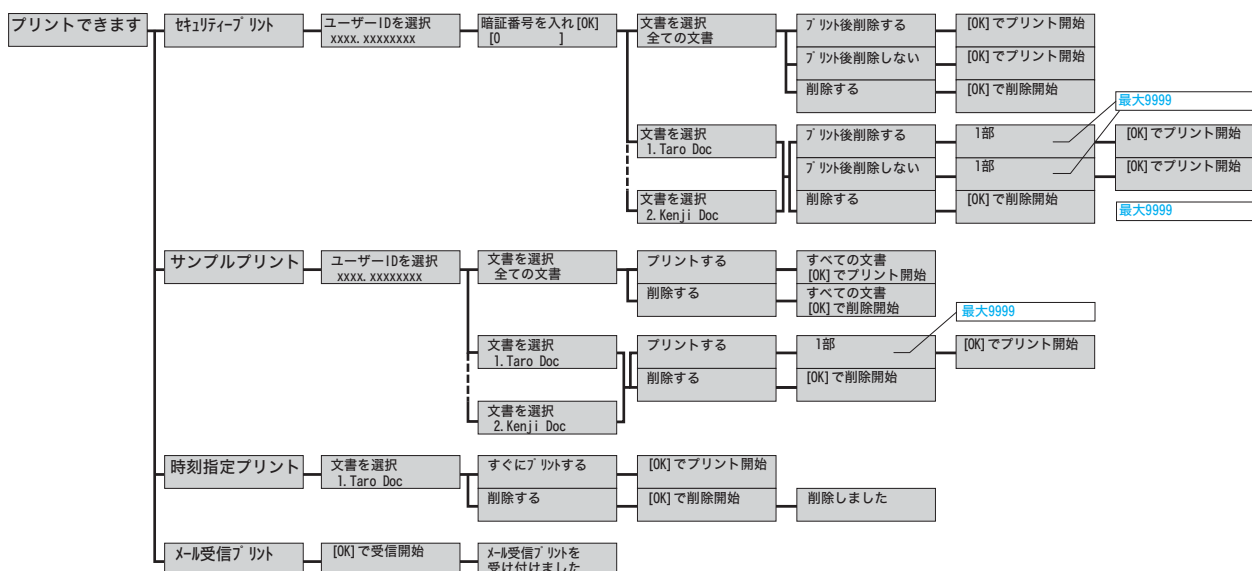 プリントできます
セキュリティープリント
ユーザーIDを選択
xxxx.xxxxxxxx
暗証番号を入れ[OK]
[0          ]
文書を選択
全ての文書
プリント後削除する
[OK]でプリント開始
プリント後削除しない
[OK]でプリント開始
削除する
[OK]で削除開始
最大9999
文書を選択
1.Taro Doc
プリント後削除する
1部
[OK]でプリント開始
プリント後削除しない
1部
[OK]でプリント開始
文書を選択
2.Kenji Doc
削除する
[OK]で削除開始
最大9999
サンプルプリント
ユーザーIDを選択
xxxx.xxxxxxxx
文書を選択
全ての文書
プリントする
すべての文書
[OK]でプリント開始
削除する
すべての文書
[OK]で削除開始
最大9999
文書を選択
1.Taro Doc
プリントする
1部
[OK]でプリント開始
削除する
[OK]で削除開始
文書を選択
2.Kenji Doc
時刻指定プリント
文書を選択
1.Taro Doc
すぐにプリントする
[OK]でプリント開始
削除する
[OK]で削除開始
削除しました
メール受信プリント
[OK]で受信開始
メール受信プリントを
受け付けました